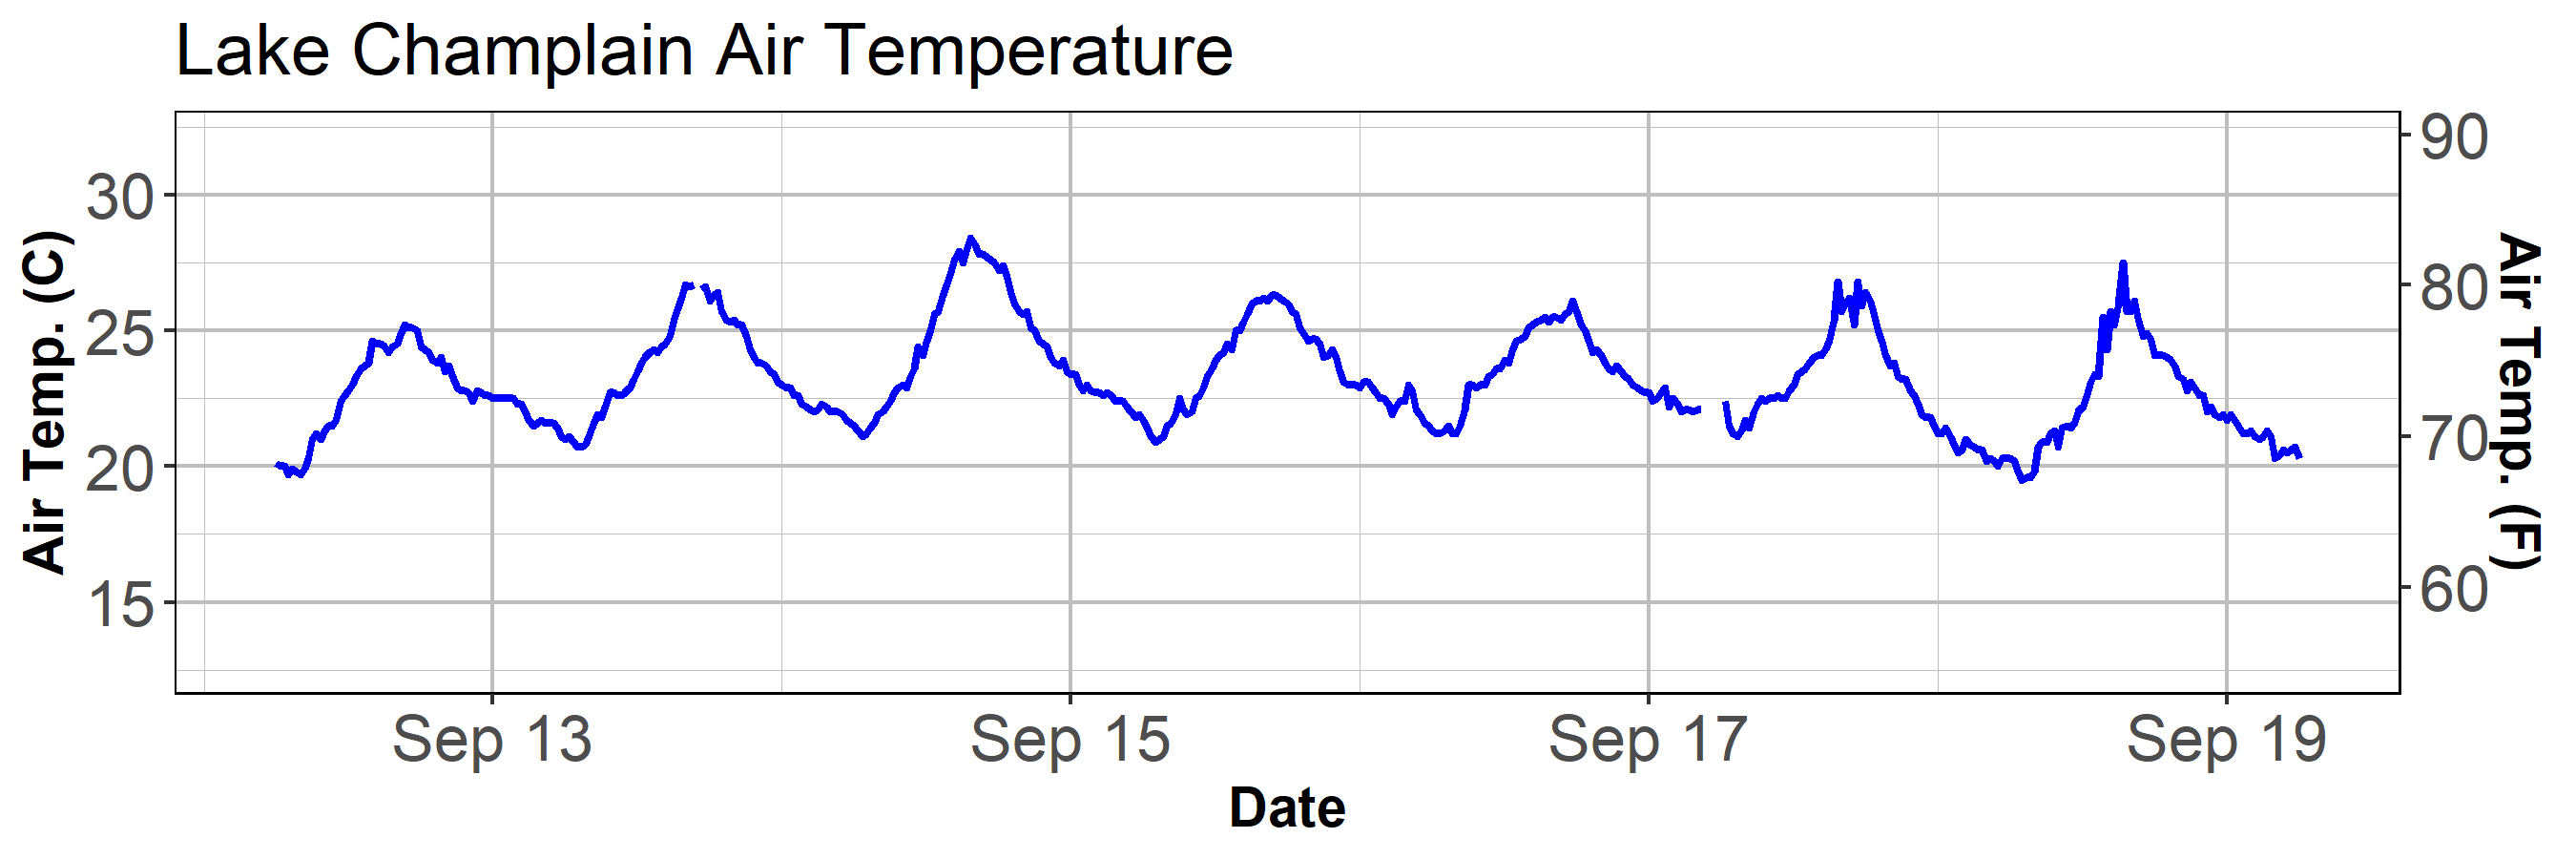 Lake Champlain Air Temperature
Air Temp. (C)
30
25
20
15
90
80
70
60
Air Temp. (F)
Sep 13
Sep 15
Sep 17
Sep 19
Date